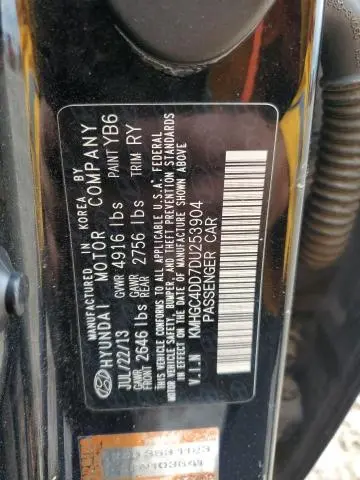 MANUFACTURED IN KOREA BY
HYUNDAI MOTOR COMPANY
JUL/22/13 GVWR 4916 lbs PAINT YB6
GAWR FRONT 2646 lbs GAWR REAR 2756 lbs TRIM RY
THIS VEHICLE CONFORMS TO ALL APPLICABLE U.S.A. FEDERAL
MOTOR VEHICLE SAFETY, BUMPER, AND THEFT PREVENTION STANDARDS
IN EFFECT ON THE DATE OF MANUFACTURE SHOWN ABOVE
V.I.N KMHGC4DD7DU253904
PASSENGER CAR